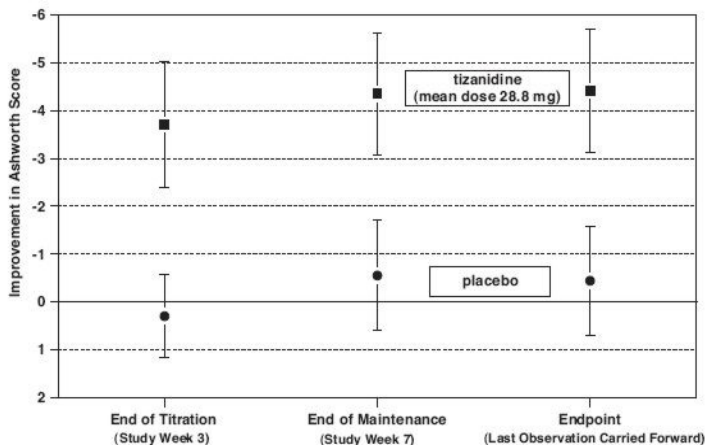 Improvement in Ashworth Score
-6
-5
-4
-3
-2
-1
0
1
2
tizanidine
(mean dose 28.8 mg)
placebo
End of Titration
(Study Week 3)
End of Maintenance
(Study Week 7)
Endpoint
(Last Observation Carried Forward)